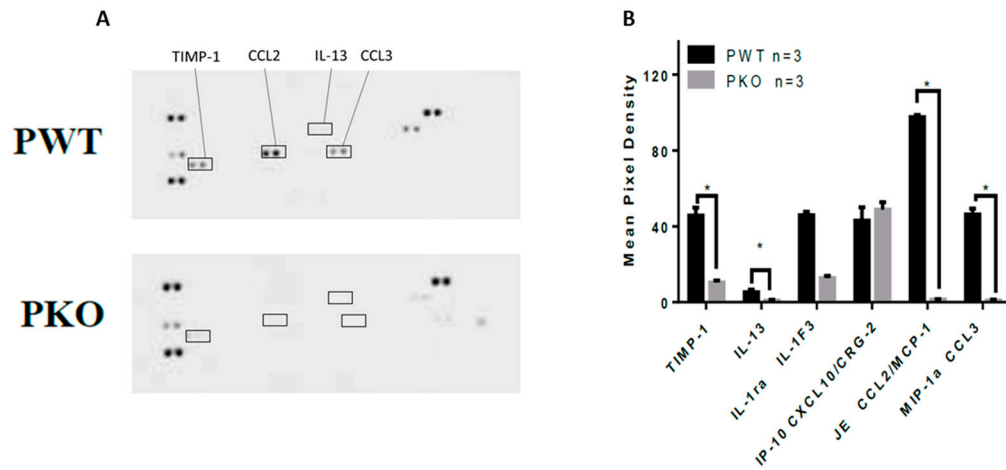 A
TIMP-1 CCL2 IL-13 CCL3
PWT
PKO
B
PWT n=3
PKO n=3
Mean Pixel Density
120
80
40
0
*
*
*
*
TIMP-1
IL-13
IL-1ra IL-1F3
IP-10 CXCL10/CRG-2
JE CCL2/MCP-1
MIP-1a CCL3